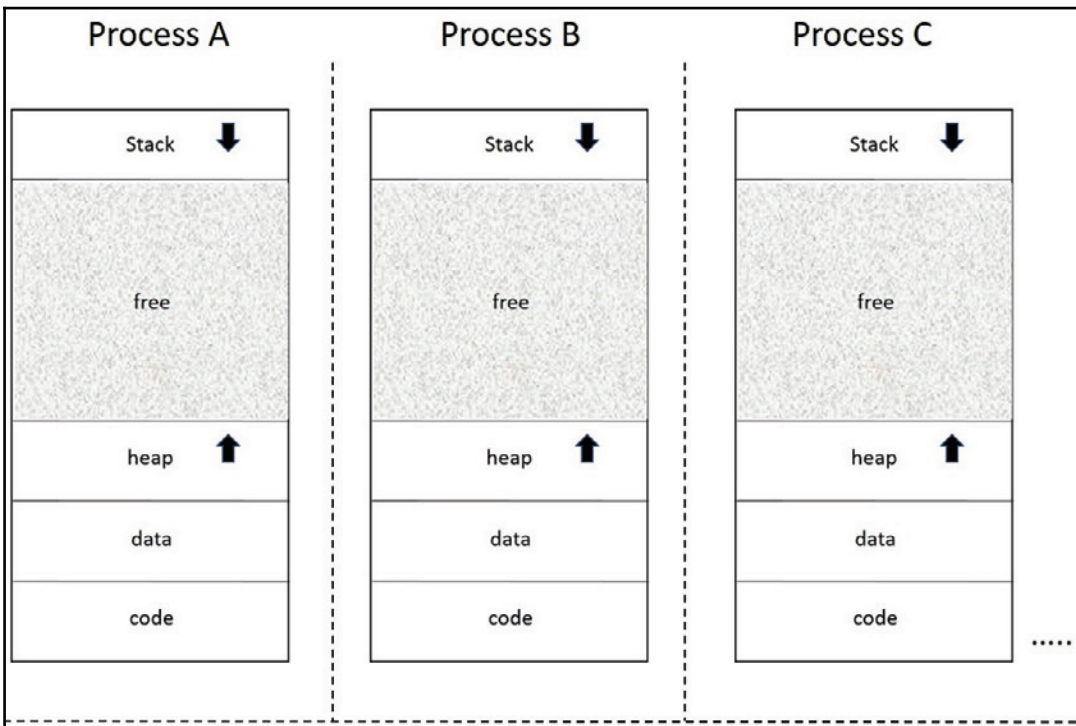 Process A
Process B
Process C
Stack
Stack
Stack
free
free
free
heap
heap
heap
data
data
data
code
code
code
.....